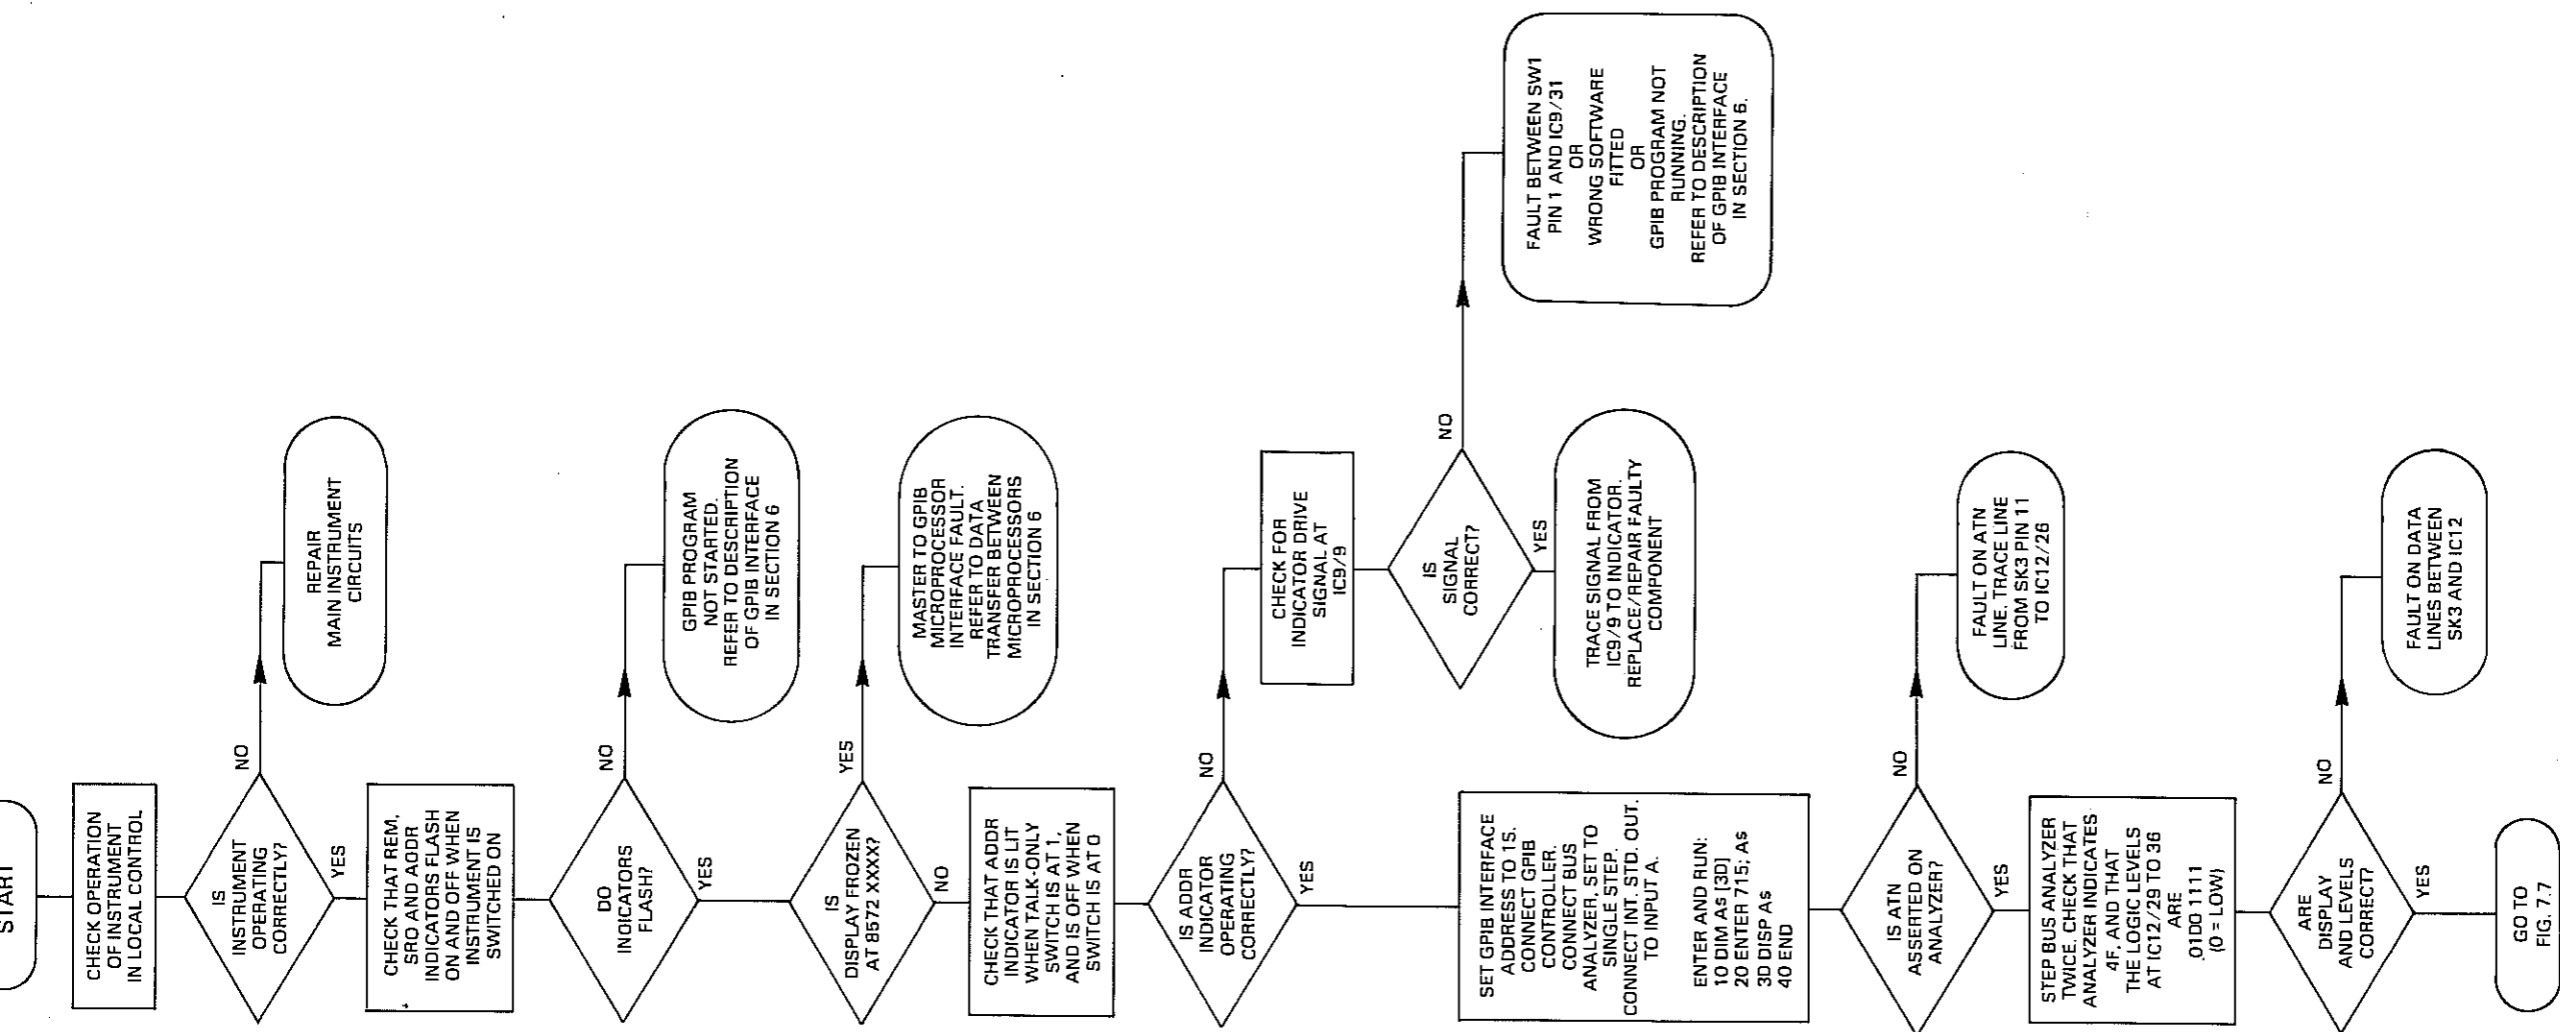 START
CHECK OPERATION
OF INSTRUMENT
IN LOCAL CONTROL
IS
INSTRUMENT
OPERATING
CORRECTLY?
NO
REPAIR
MAIN INSTRUMENT
CIRCUITS
YES
CHECK THAT REM,
SRQ AND ADDR
INDICATORS FLASH
ON AND OFF WHEN
INSTRUMENT IS
SWITCHED ON
DO
INDICATORS
FLASH?
NO
GPIB PROGRAM
NOT STARTED.
REFER TO DESCRIPTION
OF GPIB INTERFACE
IN SECTION 6
YES
IS
DISPLAY FROZEN
AT 8572 XXXX?
YES
MASTER TO GPIB
MICROPROCESSOR
INTERFACE FAULT.
REFER TO DATA
TRANSFER BETWEEN
MICROPROCESSORS
IN SECTION 6
NO
CHECK THAT ADDR
INDICATOR IS LIT
WHEN TALK-ONLY
SWITCH IS AT 1,
AND IS OFF WHEN
SWITCH IS AT 0
IS ADDR
INDICATOR
OPERATING
CORRECTLY?
NO
CHECK FOR
INDICATOR DRIVE
SIGNAL AT
IC9/9
IS
SIGNAL
CORRECT?
NO
FAULT BETWEEN SW1
PIN 1 AND IC9/31
OR
WRONG SOFTWARE
FITTED
OR
GPIB PROGRAM NOT
RUNNING.
REFER TO DESCRIPTION
OF GPIB INTERFACE
IN SECTION 6.
YES
TRACE SIGNAL FROM
IC9/9 TO INDICATOR.
REPLACE/REPAIR FAULTY
COMPONENT
YES
SET GPIB INTERFACE
ADDRESS TO 15.
CONNECT GPIB
CONTROLLER.
CONNECT BUS
ANALYZER, SET TO
SINGLE STEP.
CONNECT INT. STD. OUT.
TO INPUT A.
ENTER AND RUN:
10 DIM A$ [30]
20 ENTER 715; A$
30 DISP A$
40 END
IS ATN
ASSERTED ON
ANALYZER?
NO
FAULT ON ATN
LINE. TRACE LINE
FROM SK3 PIN 11
TO IC12/26
YES
STEP BUS ANALYZER
TWICE. CHECK THAT
ANALYZER INDICATES
4F, AND THAT
THE LOGIC LEVELS
AT IC12/29 TO 36
ARE
0100 1111
(0 = LOW)
ARE
DISPLAY
AND LEVELS
CORRECT?
NO
FAULT ON DATA
LINES BETWEEN
SK3 AND IC12
YES
GO TO
FIG. 7.7